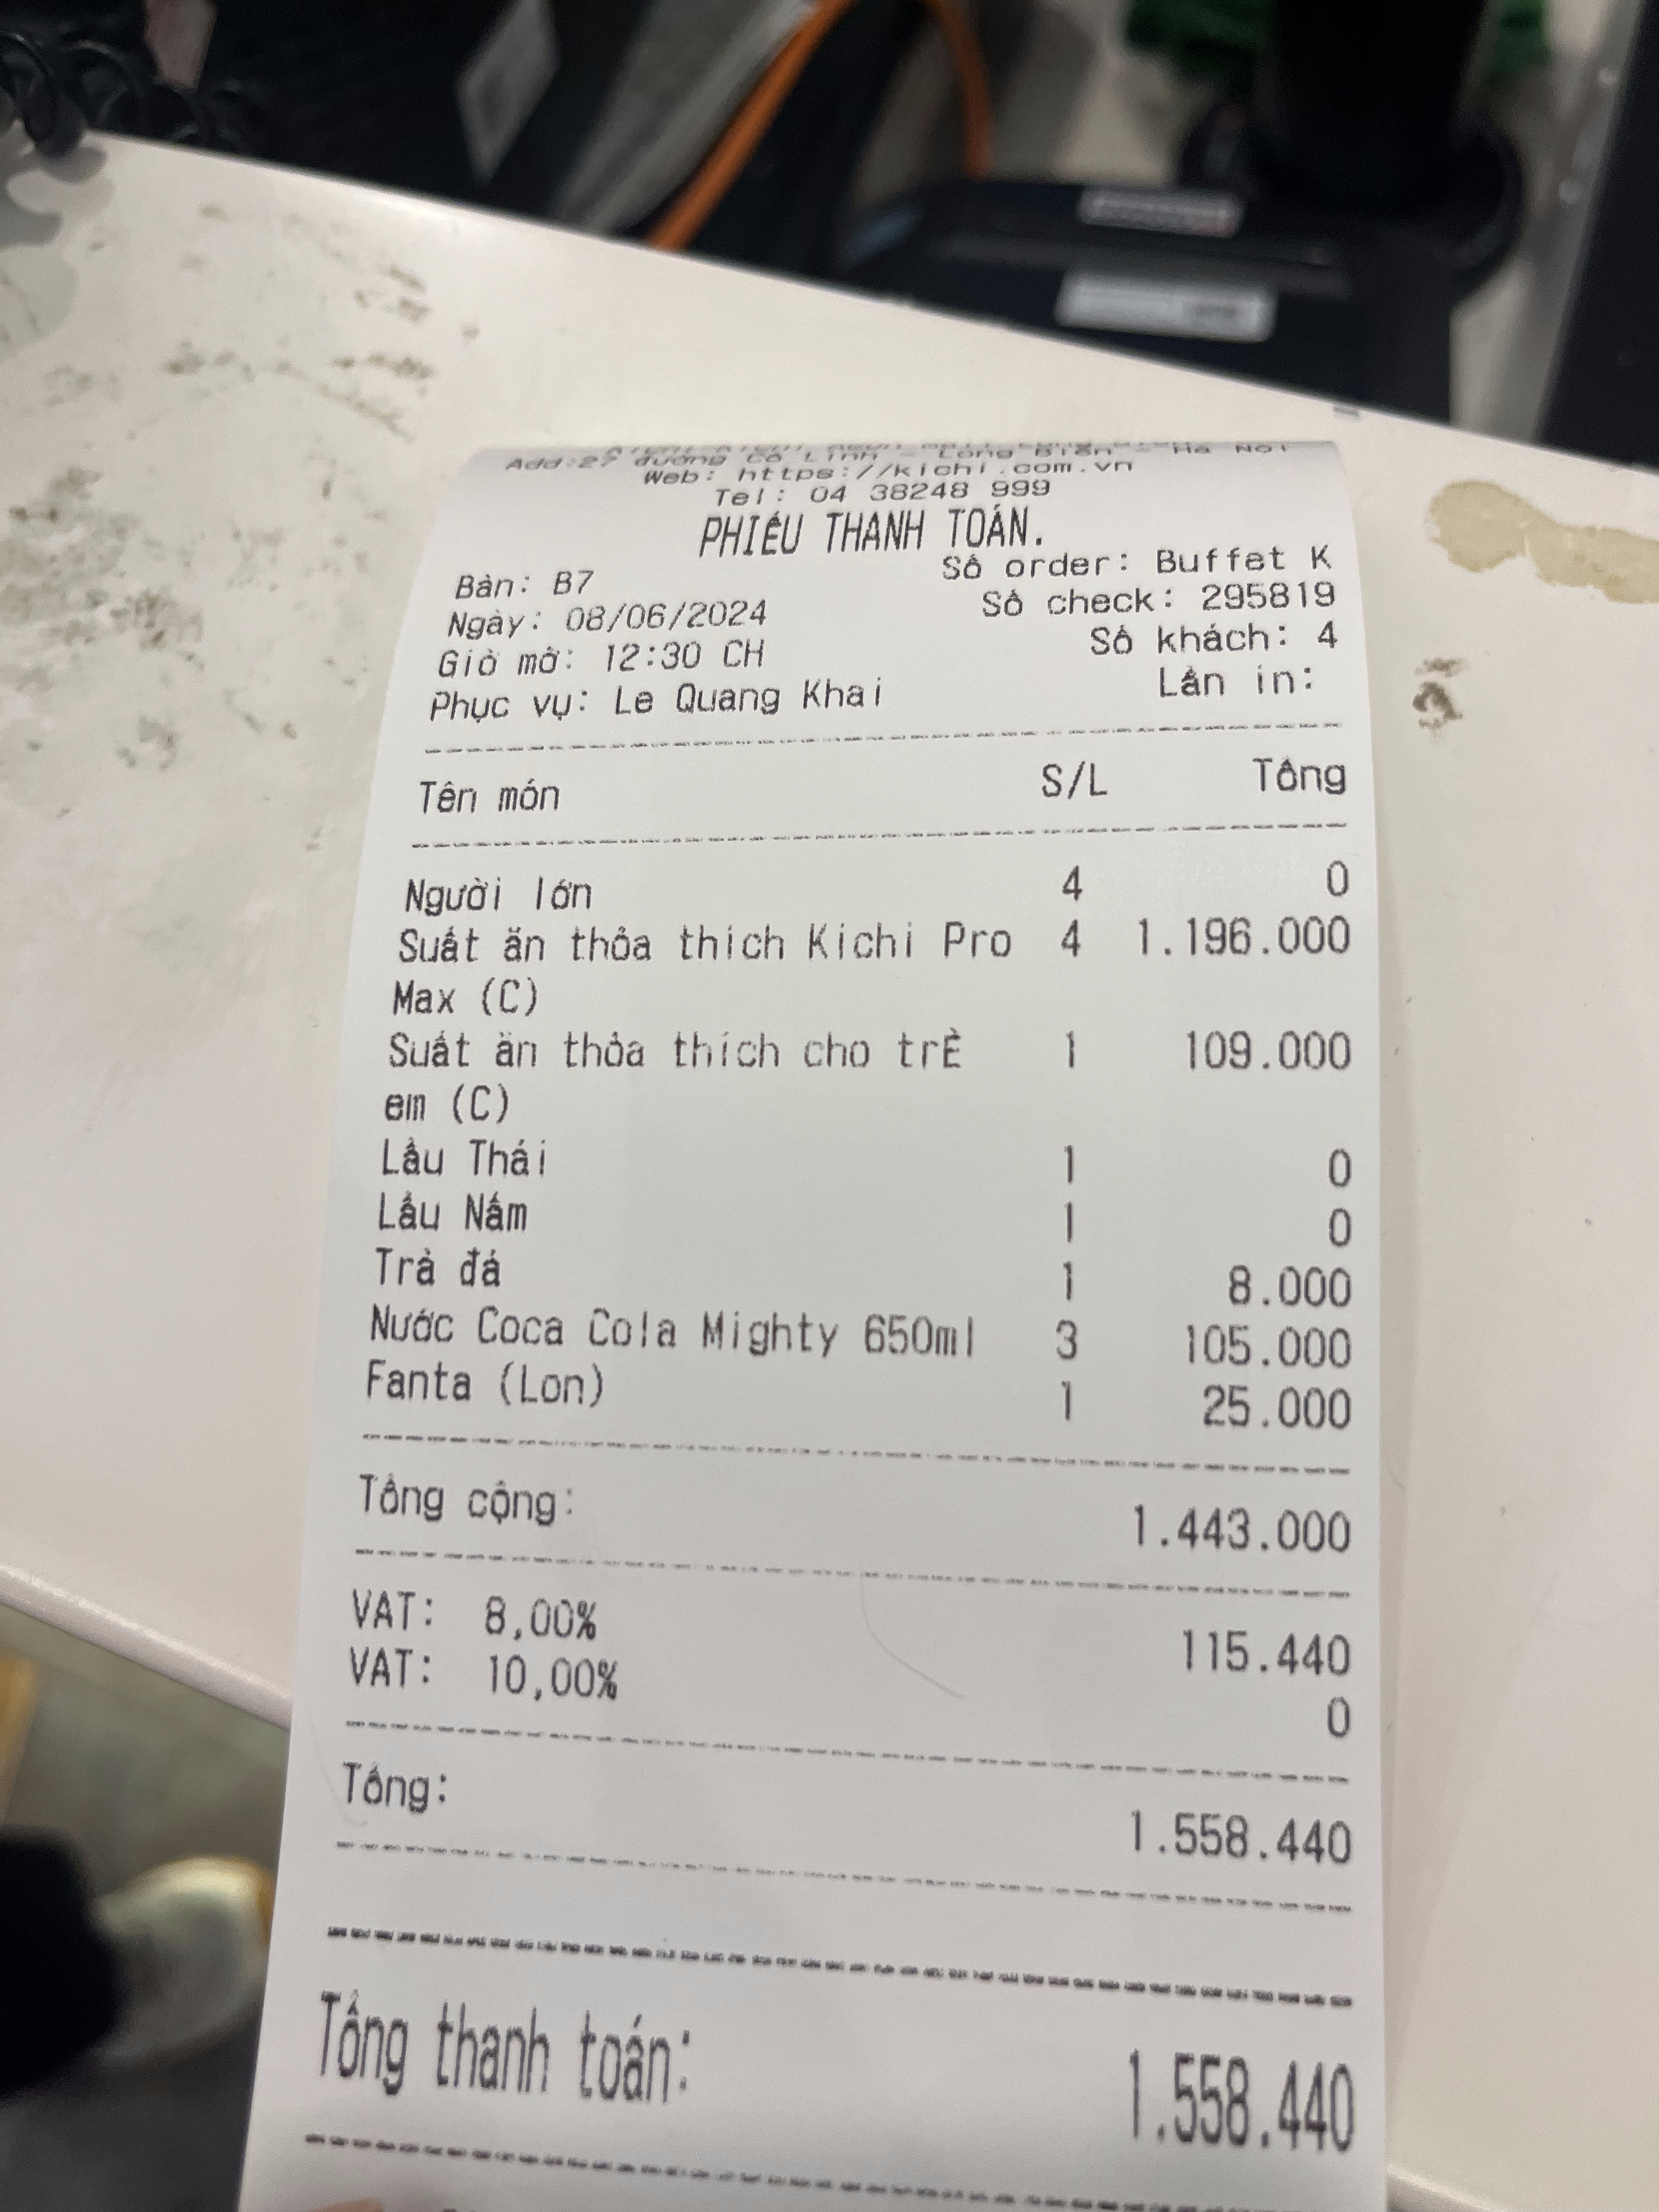 Add:27 đường Cổ Linh - Long Biên - Hà Nội
Web: https://kichi.com.vn
Tel: 04 38248 999
PHIẾU THANH TOÁN.
Bàn: B7 Số order: Buffet K
Ngày: 08/06/2024 Số check: 295819
Giờ mở: 12:30 CH Số khách: 4
Phục vụ: Le Quang Khai Lần in:
Tên món S/L Tổng
Người lớn 4 0
Suất ăn thỏa thích Kichi Pro 4 1.196.000
Max (C)
Suất ăn thỏa thích cho trẺ 1 109.000
em (C)
Lẩu Thái 1 0
Lẩu Nấm 1 0
Trà đá 1 8.000
Nước Coca Cola Mighty 650ml 3 105.000
Fanta (Lon) 1 25.000
Tổng cộng: 1.443.000
VAT: 8,00% 115.440
VAT: 10,00% 0
Tổng: 1.558.440
Tổng thanh toán: 1.558.440